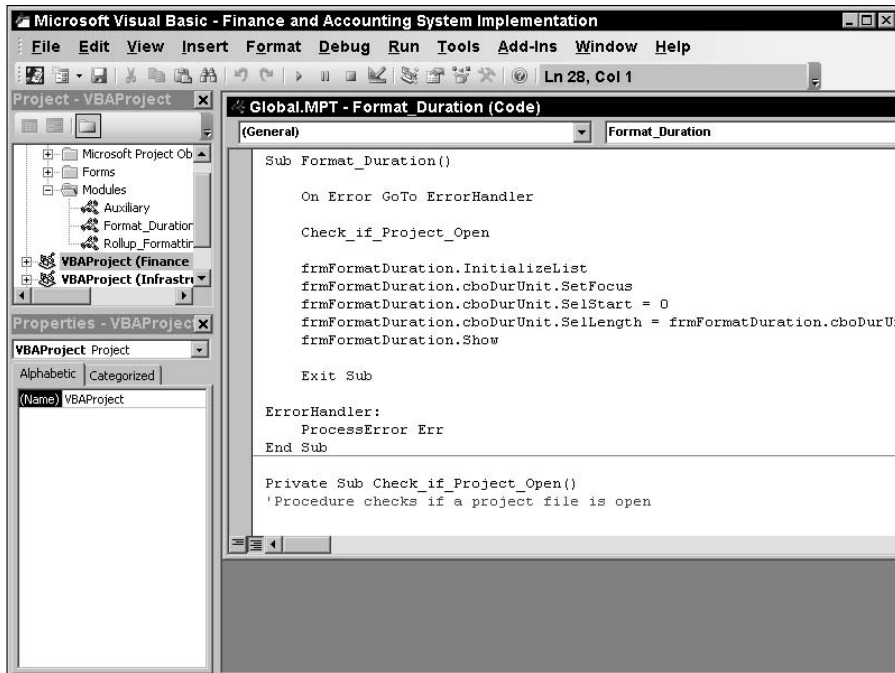 Microsoft Visual Basic - Finance and Accounting System Implementation
File Edit View Insert Format Debug Run Tools Add-Ins Window Help
Ln 28, Col 1
Project - VBAProject
Microsoft Project Ob
Forms
Modules
Auxiliary
Format_Duration
Rollup_Formattin
VBAProject (Finance
VBAProject (Infrastru
Properties - VBAProject
VBAProject Project
Alphabetic Categorized
(Name) VBAProject
Global.MPT - Format_Duration (Code)
(General) Format_Duration
Sub Format_Duration()
On Error GoTo ErrorHandler
Check_if_Project_Open
frmFormatDuration.InitializeList
frmFormatDuration.cboDurUnit.SetFocus
frmFormatDuration.cboDurUnit.SelStart = 0
frmFormatDuration.cboDurUnit.SelLength = frmFormatDuration.cboDurU
frmFormatDuration.Show
Exit Sub
ErrorHandler:
ProcessError Err
End Sub
Private Sub Check_if_Project_Open()
'Procedure checks if a project file is open